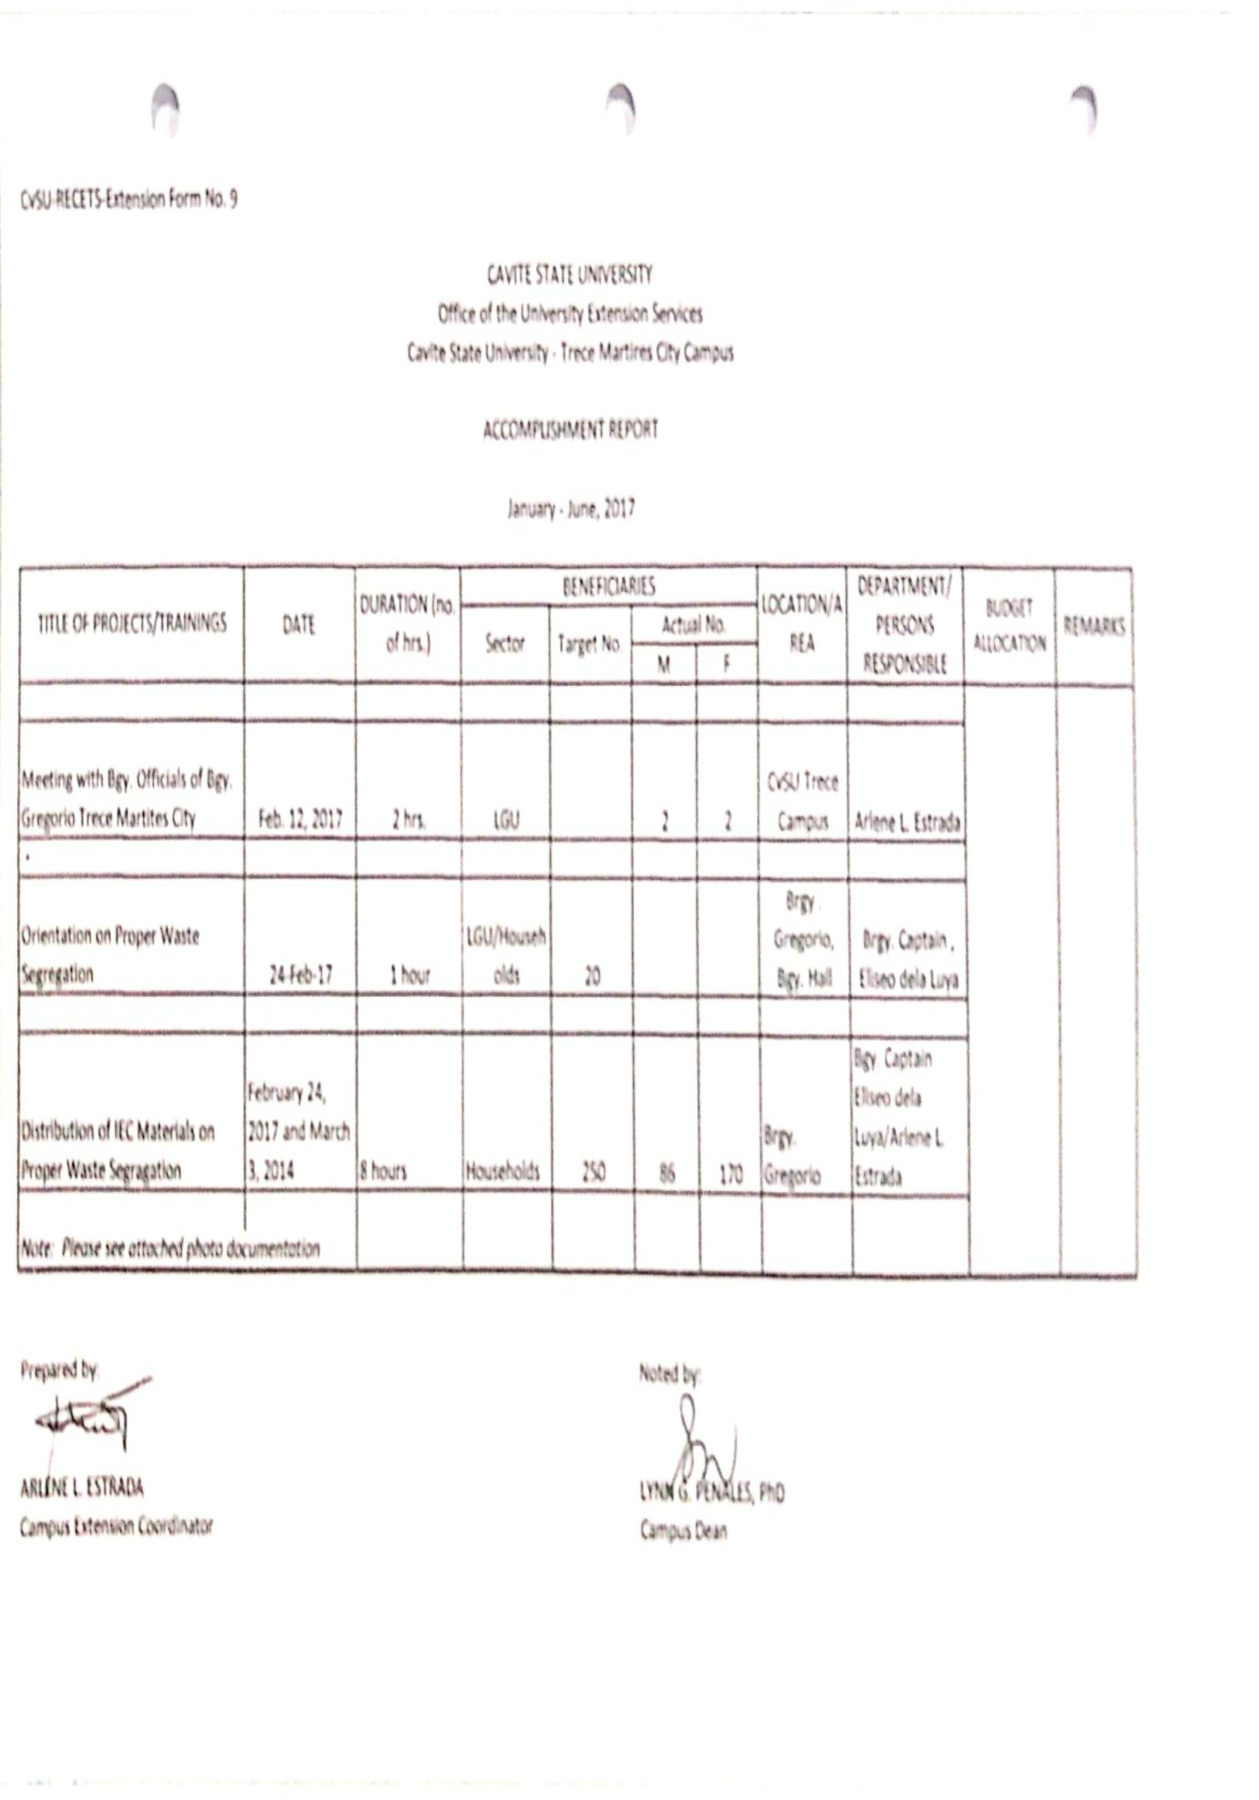 CvSU-RECETS-Extension Form No. 9
CAVITE STATE UNIVERSITY
Office of the University Extension Services
Cavite State University - Trece Martires City Campus
ACCOMPLISHMENT REPORT
January - June, 2017
TITLE OF PROJECTS/TRAININGS
DATE
DURATION (no.
of hrs.)
BENEFICIARIES
Sector
Target No.
Actual No.
M
F
LOCATION/A
REA
DEPARTMENT/
PERSONS
RESPONSIBLE
BUDGET
ALLOCATION
REMARKS
Meeting with Bgy. Officials of Bgy.
Gregorio Trece Martites City
Feb. 12, 2017
2 hrs.
LGU
2
2
CvSU Trece
Campus
Arlene L. Estrada
Orientation on Proper Waste
Segregation
24-Feb-17
1 hour
LGU/Househ
olds
20
Brgy.
Gregorio,
Bgy. Hall
Brgy. Captain,
Eliseo dela Luya
Distribution of IEC Materials on
Proper Waste Segragation
February 24,
2017 and March
3, 2014
8 hours
Households
250
86
170
Brgy.
Gregorio
Bgy. Captain
Eliseo dela
Luya/Arlene L.
Estrada
Note: Please see attached photo documentation
Prepared by:
ARLENE L. ESTRADA
Campus Extension Coordinator
Noted by:
LYNN G. PENALES, PhD
Campus Dean